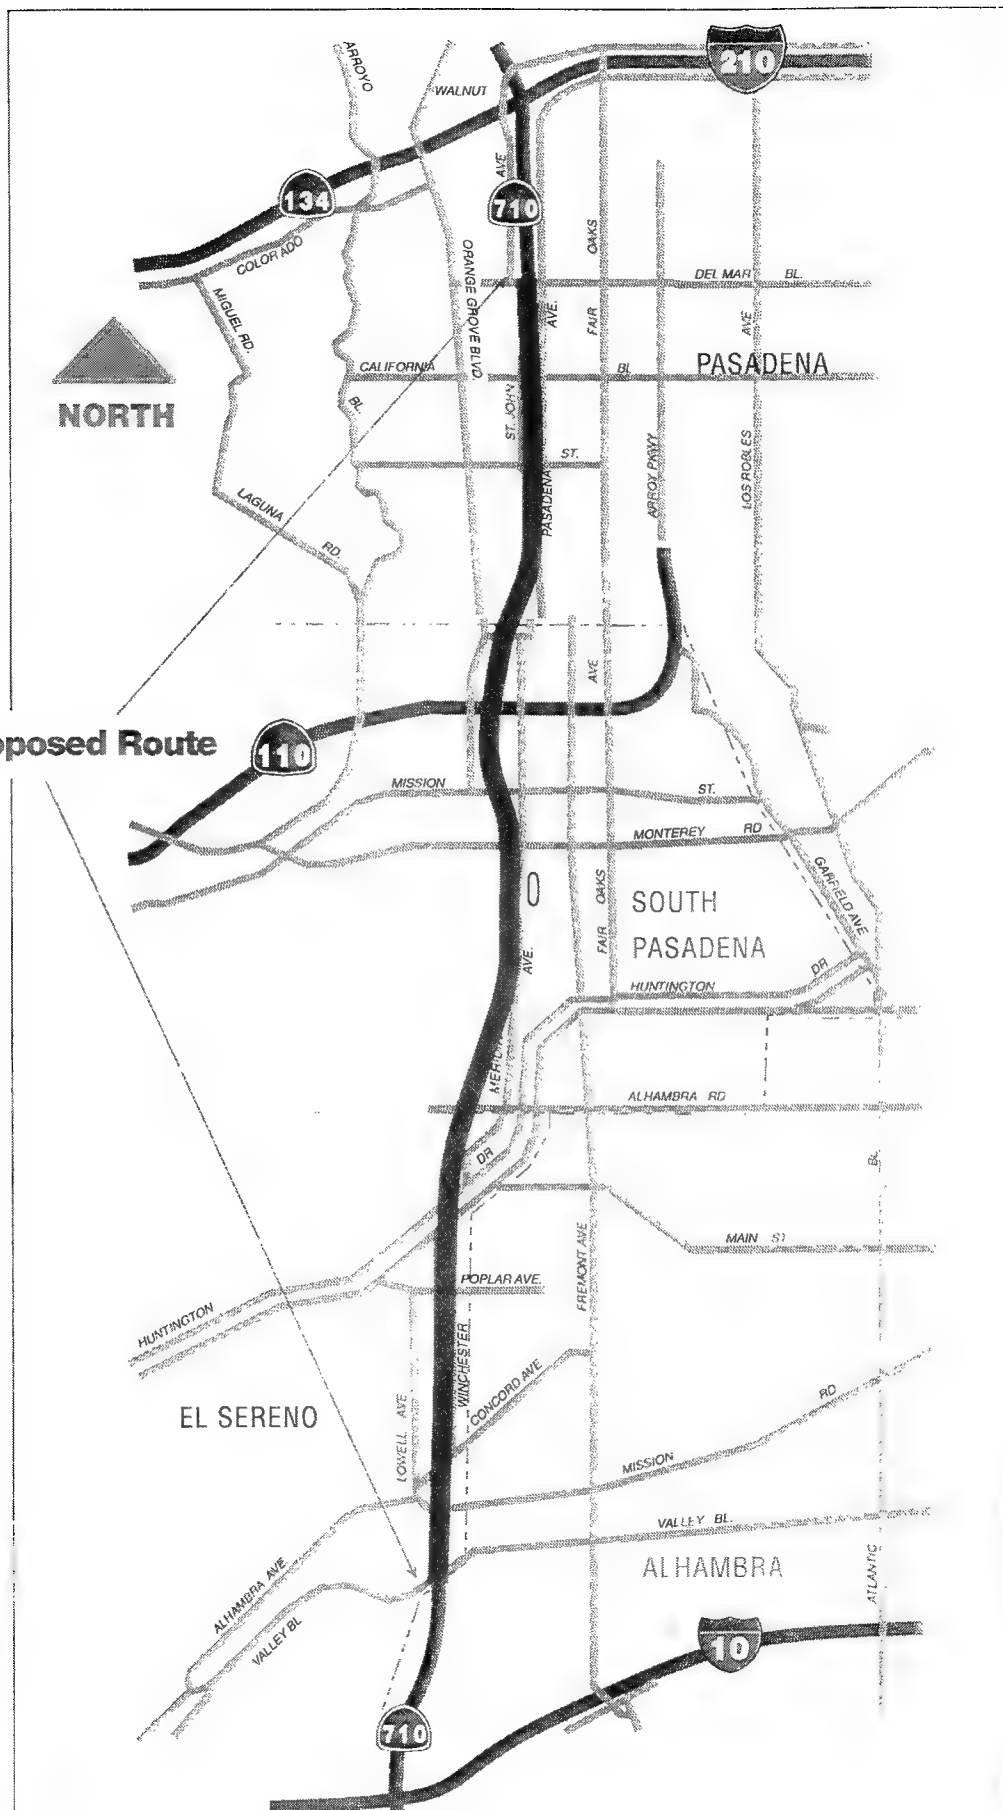 ARROYO
WALNUT
210
134
AVE
710
COLORADO
OAKS
ORANGE GROVE BLVD.
DEL MAR BL.
MIGUEL RD.
AVE.
FAIR
AVE
CALIFORNIA
BL
PASADENA
NORTH
BL.
ST. JOHN
ST.
ARROY PKWY
LOS ROBLES
LAGUNA
RD.
PASADENA
AVE
posed Route
110
MISSION
ST.
MONTEREY RD
GARFIELD AVE
SOUTH
PASADENA
FAIR OAKS
AVE.
DR
HUNTINGTON
MERID
ALHAMBRA RD
DR
BL
MAIN ST
FREMONT AVE
POPLAR AVE.
HUNTINGTON
WINCHESTER
CONCORD AVE
RD
EL SERENO
LOWELL AVE
MISSION
VALLEY BL.
ALHAMBRA
ATLANTIC
ALHAMBRA AVE
VALLEY BL
10
710